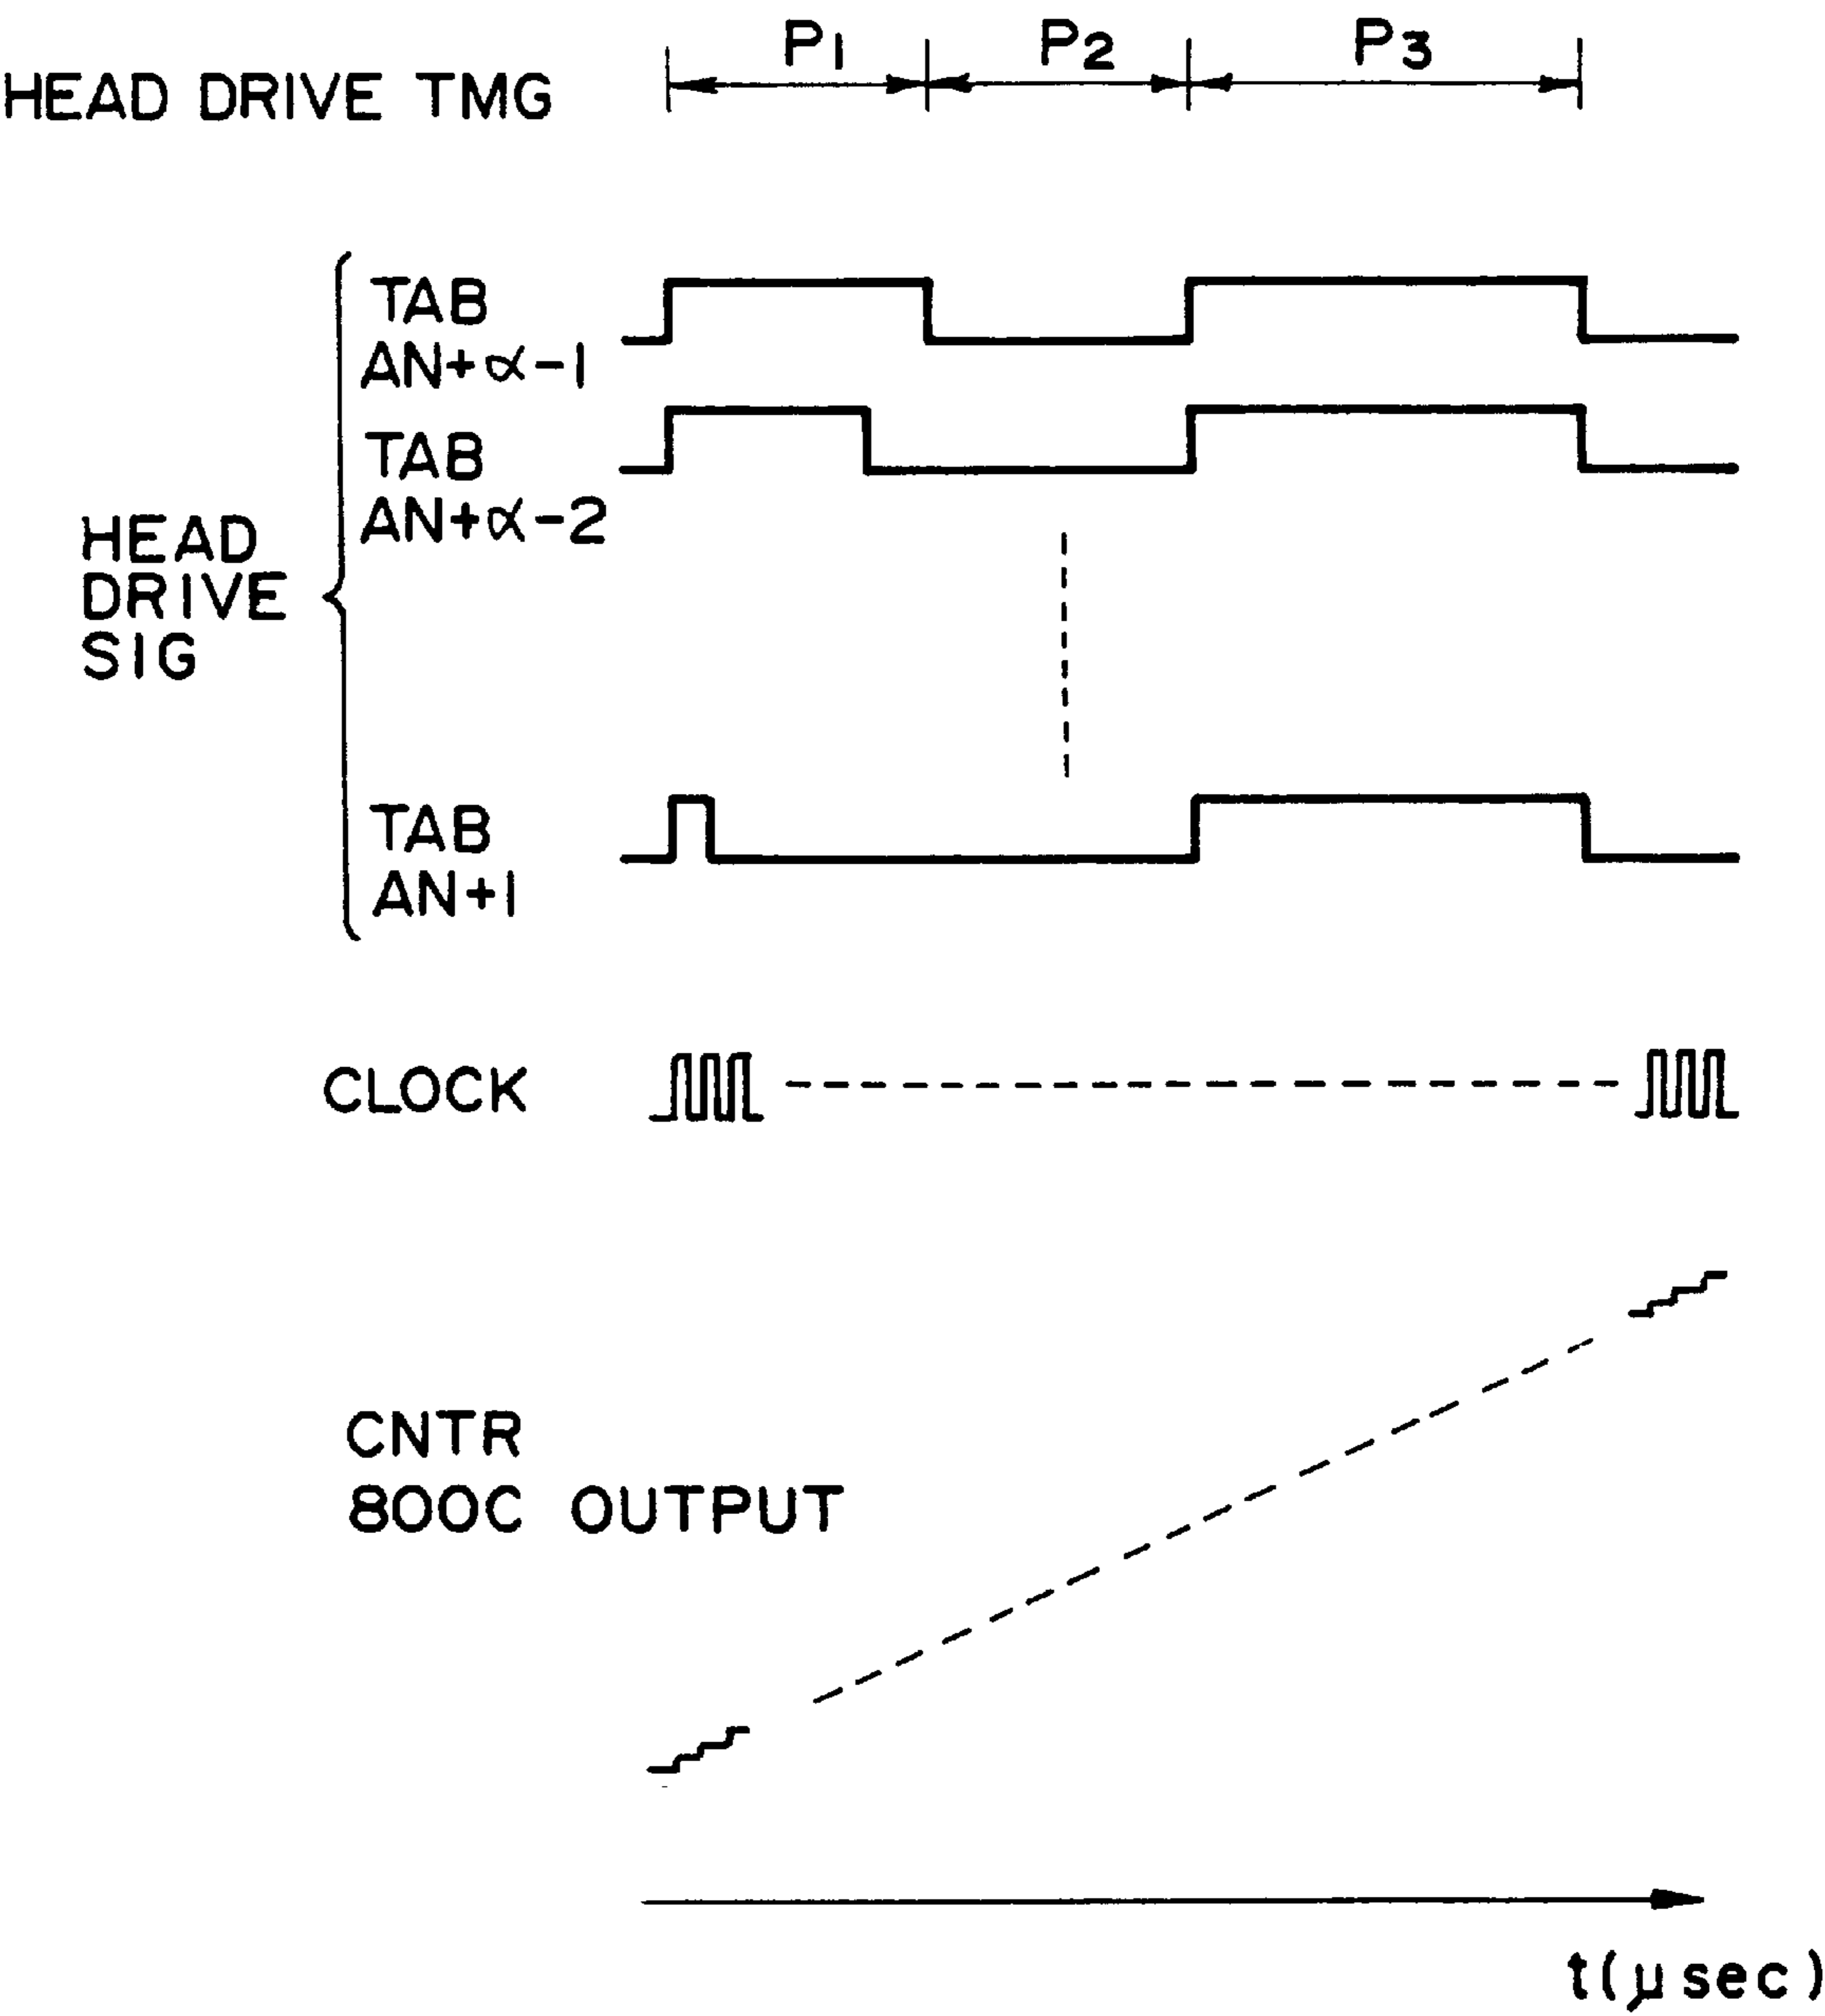 P1 P2 P3
HEAD DRIVE TMG
TAB
AN+α-1
TAB
AN+α-2
HEAD
DRIVE
SIG
TAB
AN+1
CLOCK
CNTR
800C OUTPUT
t(μsec)